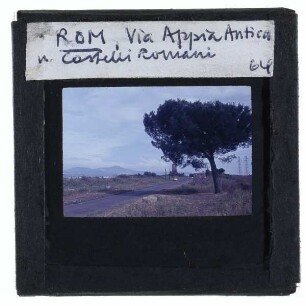 ROM, Via Appia Antica
n. Castelli Romani
64